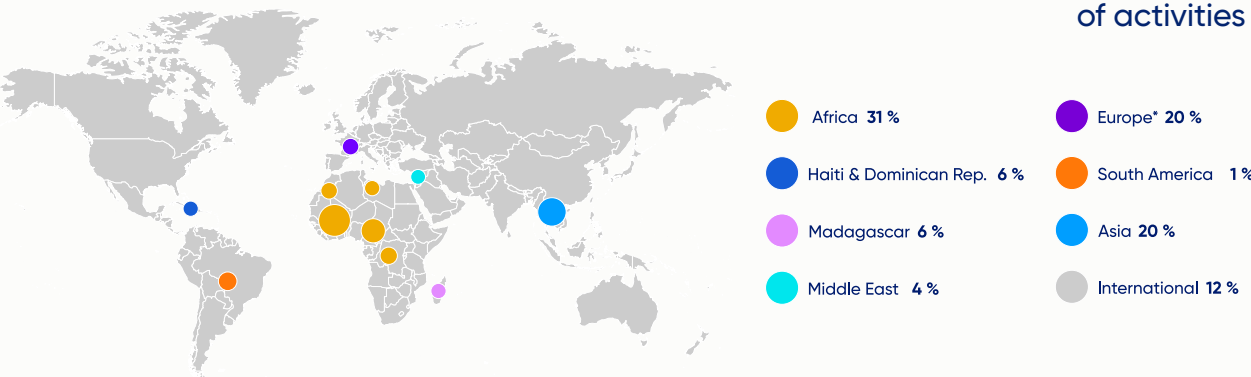 of activities
Africa 31 %
Haiti & Dominican Rep. 6 %
Madagascar 6 %
Middle East 4 %
Europe* 20 %
South America 1 %
Asia 20 %
International 12 %